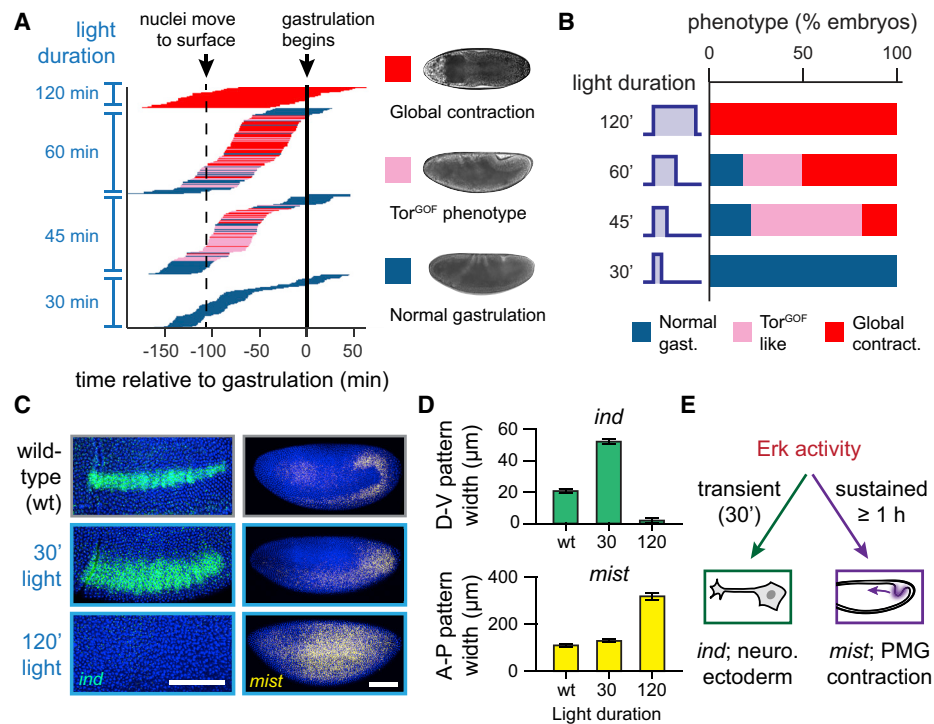 A
light
duration
nuclei move
to surface
gastrulation
begins
120 min
60 min
45 min
30 min
-150
-100
-50
0
50
time relative to gastrulation (min)
Global contraction
TorGOF phenotype
Normal gastrulation
B
phenotype (% embryos)
0
50
100
light duration
120'
60'
45'
30'
Normal
gast.
TorGOF
like
Global
contract.
C
wild-
type
(wt)
30'
light
120'
light
ind
mist
D
ind
D-V pattern
width (µm)
60
40
20
0
wt
30
120
mist
A-P pattern
width (µm)
400
200
0
wt
30
120
Light duration
E
Erk activity
transient
(30')
sustained
≥ 1 h
ind; neuro.
ectoderm
mist; PMG
contraction